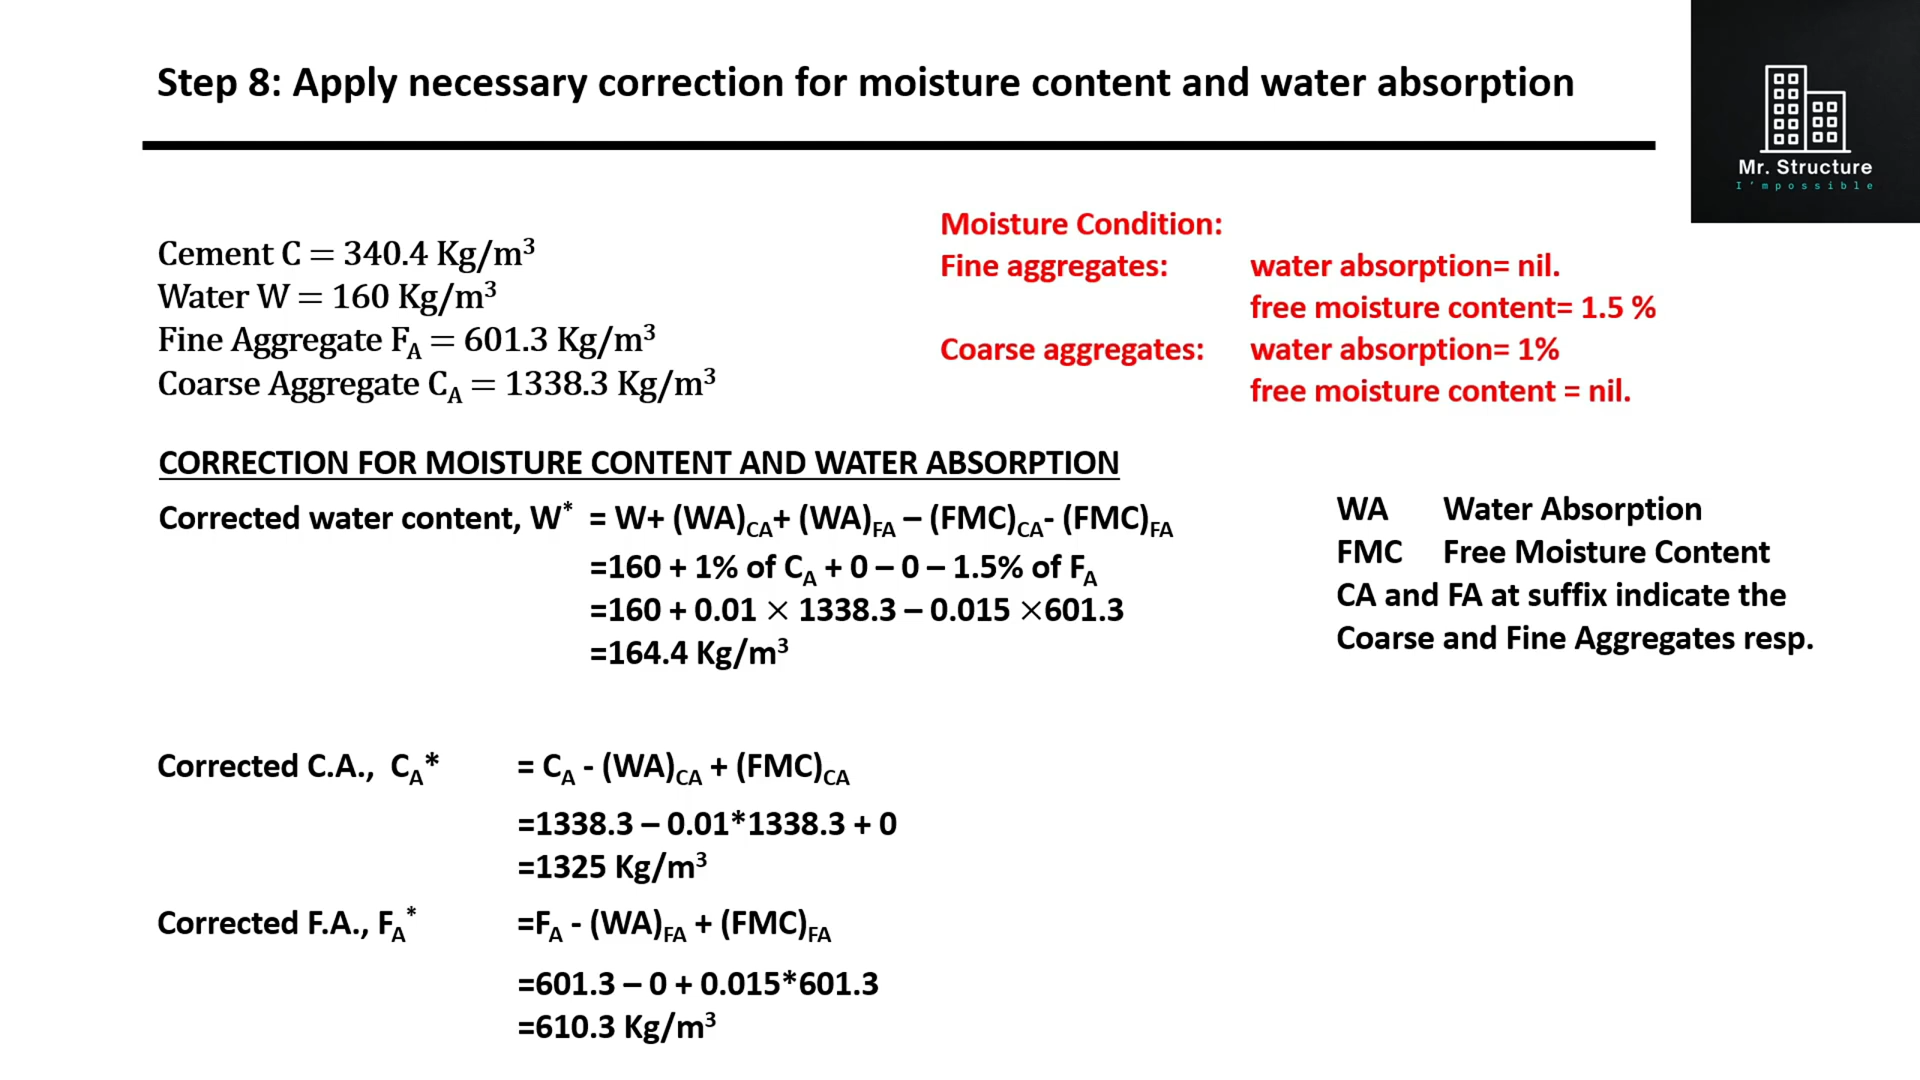 Step 8: Apply necessary correction for moisture content and water absorption
Mr. Structure
I'mpossible
Cement C = 340.4 Kg/m³
Water W = 160 Kg/m³
Fine Aggregate F_A = 601.3 Kg/m³
Coarse Aggregate C_A = 1338.3 Kg/m³
Moisture Condition:
Fine aggregates: water absorption= nil.
free moisture content= 1.5 %
Coarse aggregates: water absorption= 1%
free moisture content = nil.
CORRECTION FOR MOISTURE CONTENT AND WATER ABSORPTION
Corrected water content, W* = W+ (WA)_CA+ (WA)_FA – (FMC)_CA- (FMC)_FA
=160 + 1% of C_A + 0 – 0 – 1.5% of F_A
=160 + 0.01 × 1338.3 – 0.015 ×601.3
=164.4 Kg/m³
WA Water Absorption
FMC Free Moisture Content
CA and FA at suffix indicate the
Coarse and Fine Aggregates resp.
Corrected C.A., C_A* = C_A - (WA)_CA + (FMC)_CA
=1338.3 – 0.01*1338.3 + 0
=1325 Kg/m³
Corrected F.A., F_A* =F_A - (WA)_FA + (FMC)_FA
=601.3 – 0 + 0.015*601.3
=610.3 Kg/m³